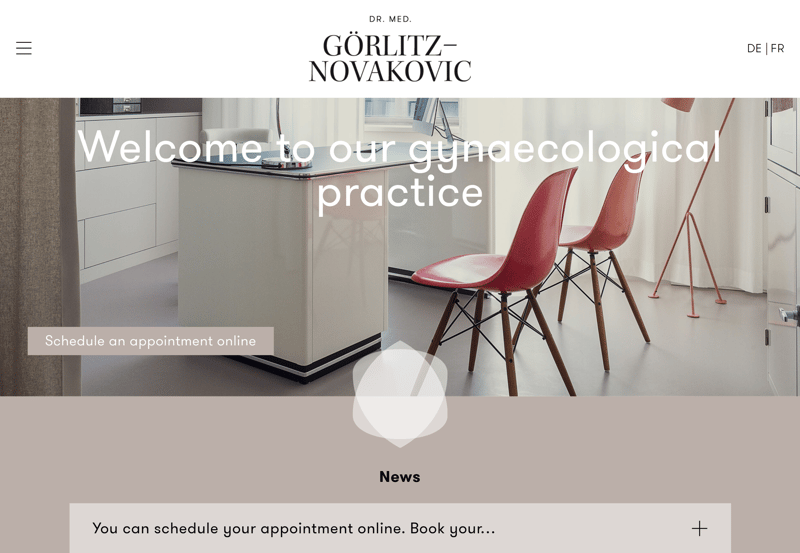 DR. MED.
GÖRLITZ–
NOVAKOVIC
DE | FR
Welcome to our gynaecological
practice
Schedule an appointment online
News
You can schedule your appointment online. Book your...